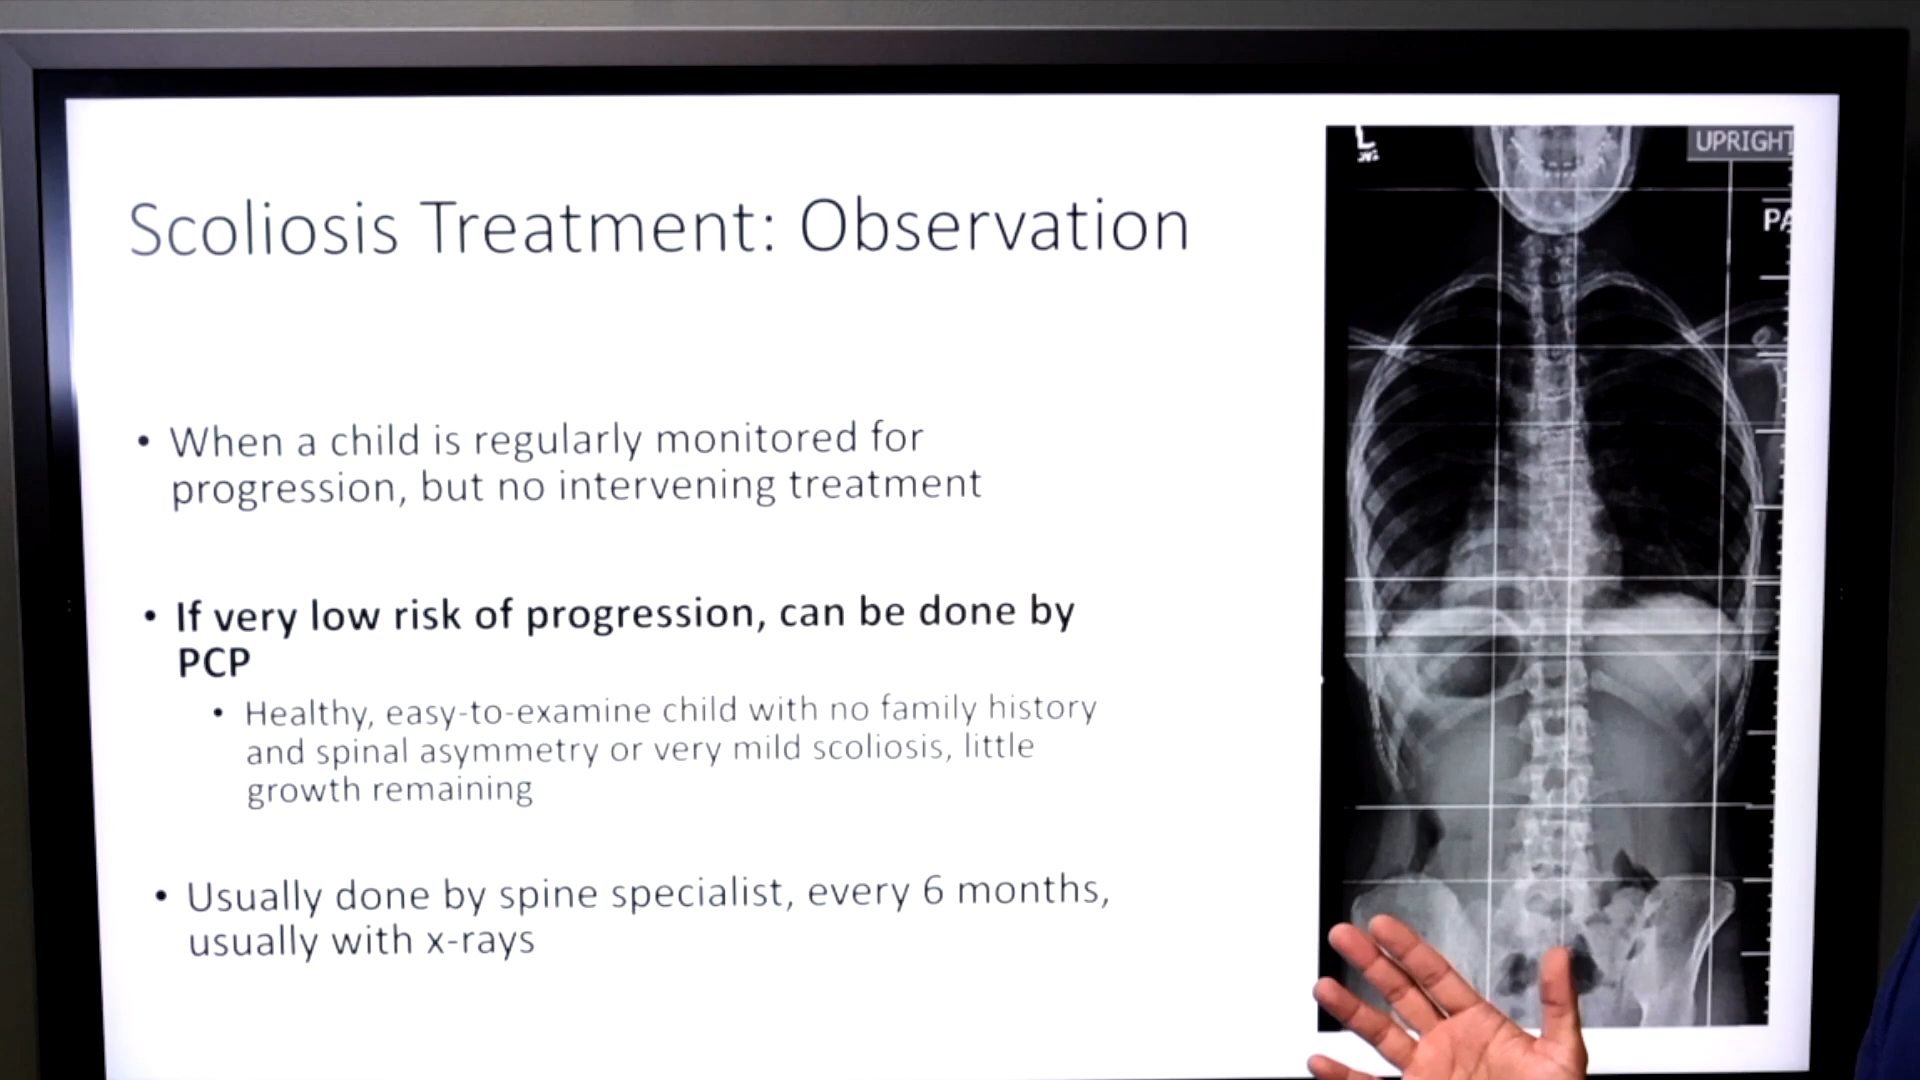 L
UPRIGHT
PA
Scoliosis Treatment: Observation
• When a child is regularly monitored for
progression, but no intervening treatment
• If very low risk of progression, can be done by
PCP
• Healthy, easy-to-examine child with no family history
and spinal asymmetry or very mild scoliosis, little
growth remaining
• Usually done by spine specialist, every 6 months,
usually with x-rays